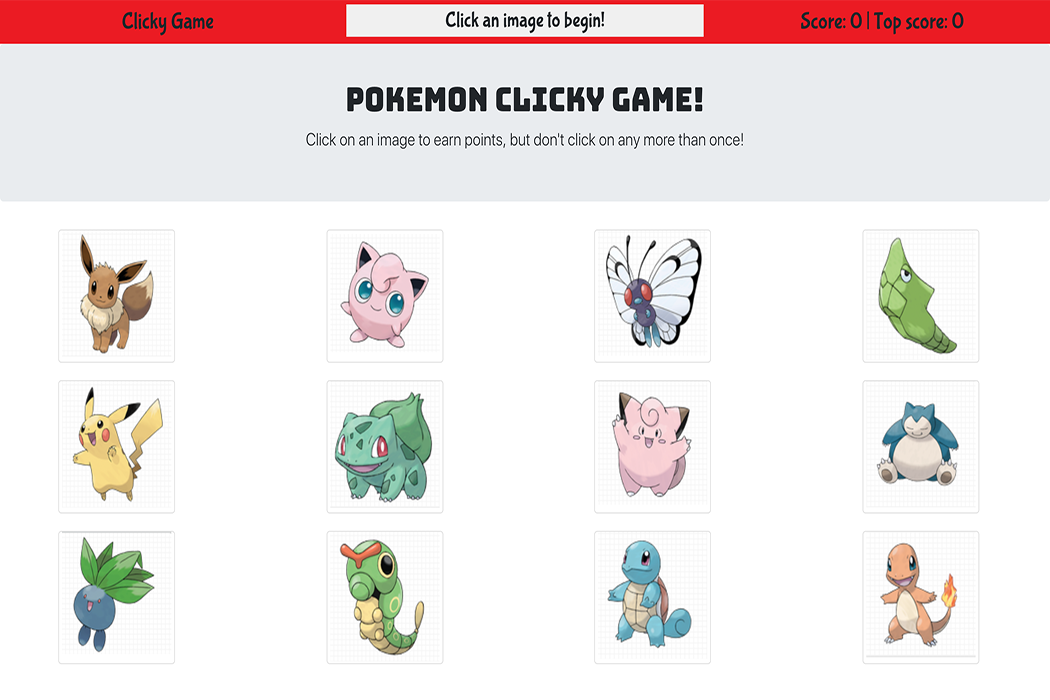 Clicky Game
Click an image to begin!
Score: 0 | Top score: 0
POKEMON CLICKY GAME!
Click on an image to earn points, but don't click on any more than once!